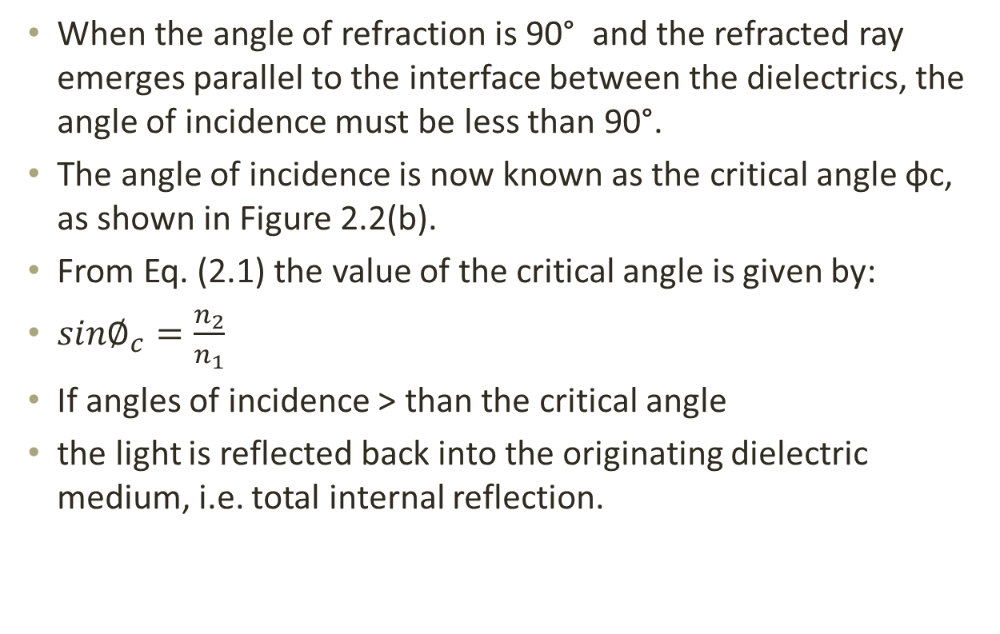 • When the angle of refraction is 90°  and the refracted ray
emerges parallel to the interface between the dielectrics, the
angle of incidence must be less than 90°.
• The angle of incidence is now known as the critical angle ϕc,
as shown in Figure 2.2(b).
• From Eq. (2.1) the value of the critical angle is given by:
• sin∅c = n2/n1
• If angles of incidence > than the critical angle
• the light is reflected back into the originating dielectric
medium, i.e. total internal reflection.